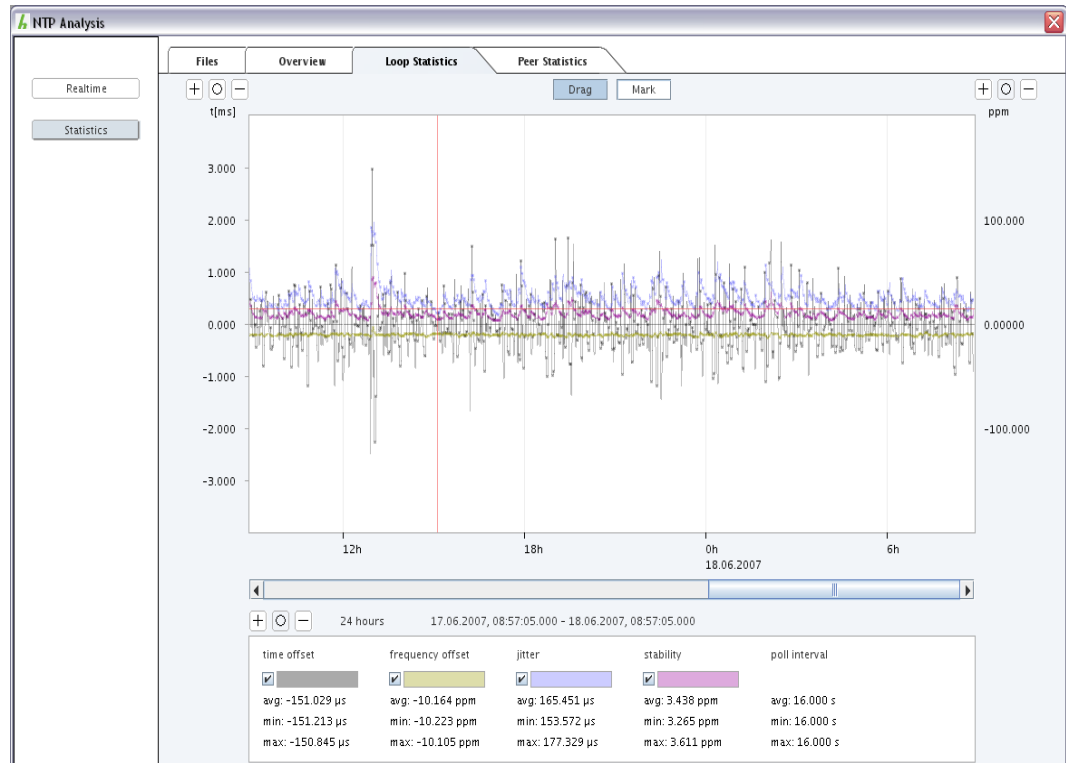 NTP Analysis
Files Overview Loop Statistics Peer Statistics
Realtime
Statistics
Drag Mark
t[ms] ppm
3.000
2.000 100.000
1.000
0.000 0.00000
-1.000
-2.000 -100.000
-3.000
12h 18h 0h 6h
18.06.2007
24 hours 17.06.2007, 08:57:05.000 - 18.06.2007, 08:57:05.000
time offset frequency offset jitter stability poll interval
avg: -151.029 µs avg: -10.164 ppm avg: 165.451 µs avg: 3.438 ppm avg: 16.000 s
min: -151.213 µs min: -10.223 ppm min: 153.572 µs min: 3.265 ppm min: 16.000 s
max: -150.845 µs max: -10.105 ppm max: 177.329 µs max: 3.611 ppm max: 16.000 s